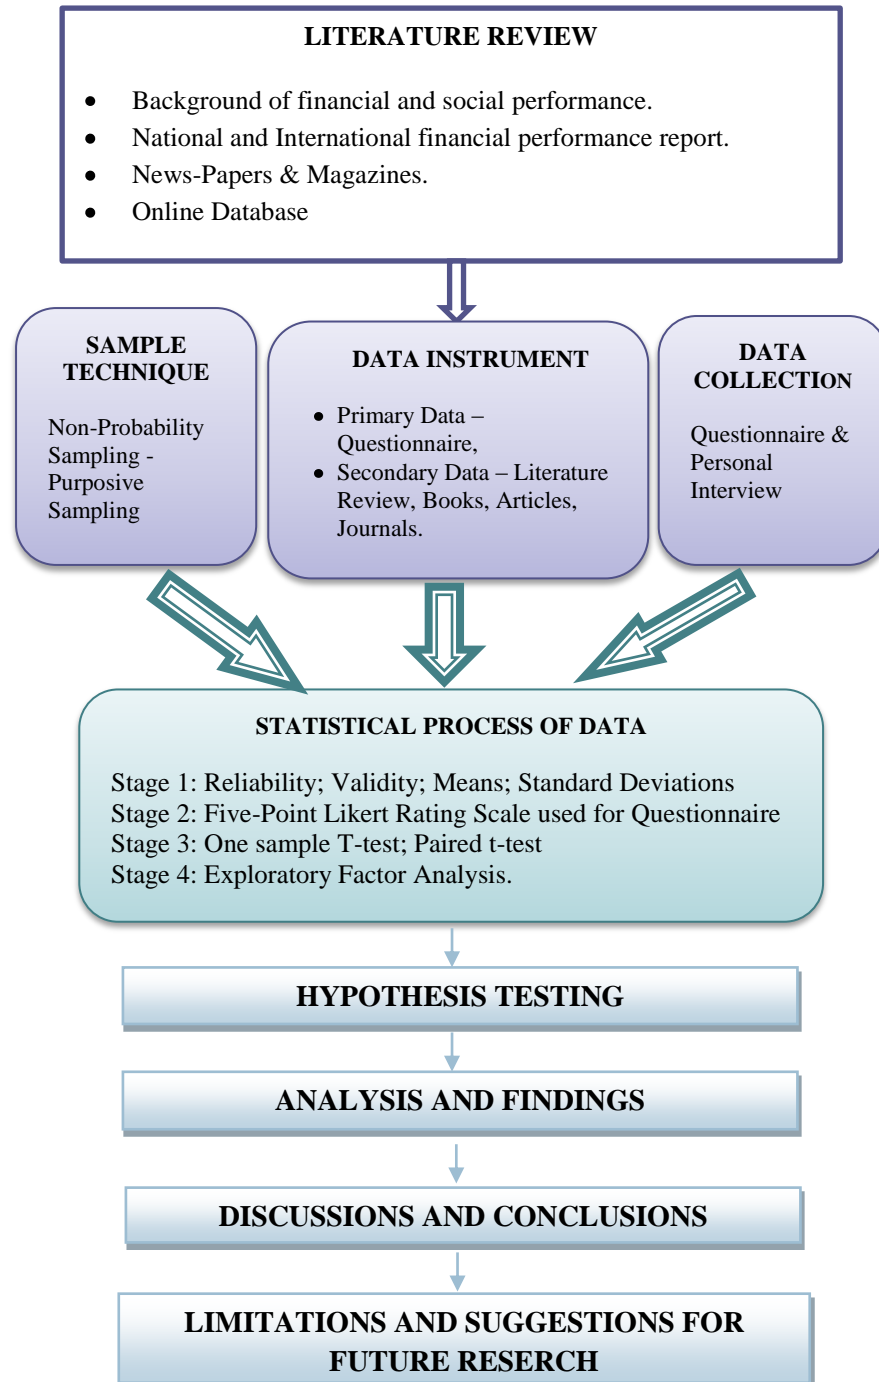 LITERATURE REVIEW
• Background of financial and social performance.
• National and International financial performance report.
• News-Papers & Magazines.
• Online Database
SAMPLE
TECHNIQUE
Non-Probability
Sampling -
Purposive
Sampling
DATA INSTRUMENT
• Primary Data –
Questionnaire,
• Secondary Data – Literature
Review, Books, Articles,
Journals.
DATA
COLLECTION
Questionnaire &
Personal
Interview
STATISTICAL PROCESS OF DATA
Stage 1: Reliability; Validity; Means; Standard Deviations
Stage 2: Five-Point Likert Rating Scale used for Questionnaire
Stage 3: One sample T-test; Paired t-test
Stage 4: Exploratory Factor Analysis.
HYPOTHESIS TESTING
ANALYSIS AND FINDINGS
DISCUSSIONS AND CONCLUSIONS
LIMITATIONS AND SUGGESTIONS FOR
FUTURE RESERCH